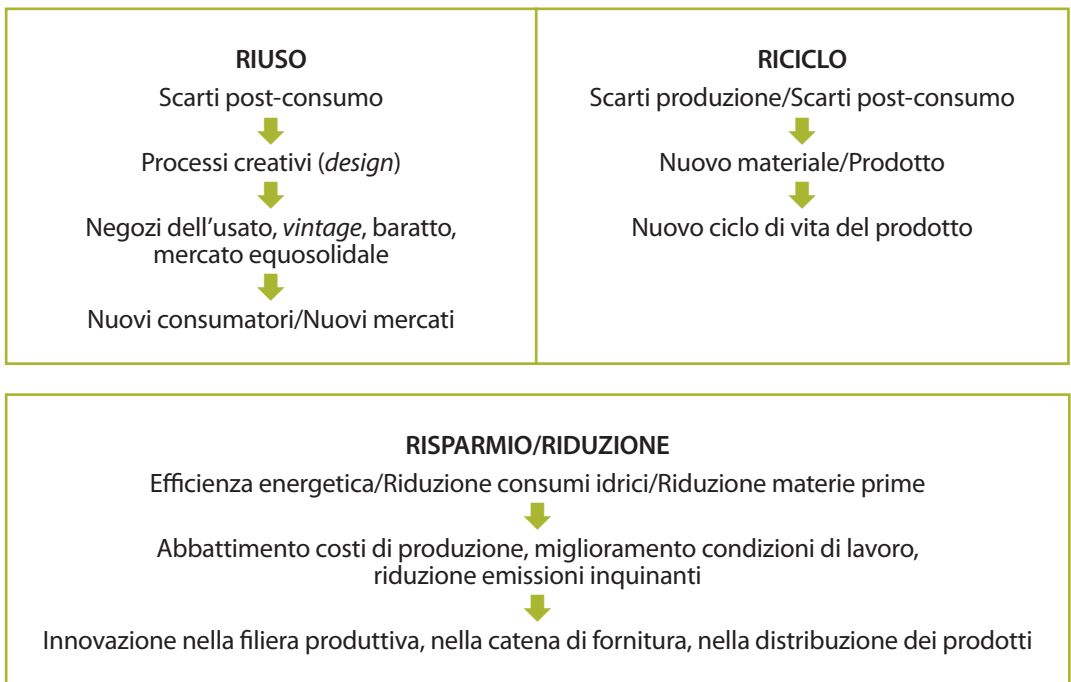 RIUSO
Scarti post-consumo
Processi creativi (design)
Negozi dell'usato, vintage, baratto,
mercato equosolidale
Nuovi consumatori/Nuovi mercati
RICICLO
Scarti produzione/Scarti post-consumo
Nuovo materiale/Prodotto
Nuovo ciclo di vita del prodotto
RISPARMIO/RIDUZIONE
Efficienza energetica/Riduzione consumi idrici/Riduzione materie prime
Abbattimento costi di produzione, miglioramento condizioni di lavoro,
riduzione emissioni inquinanti
Innovazione nella filiera produttiva, nella catena di fornitura, nella distribuzione dei prodotti